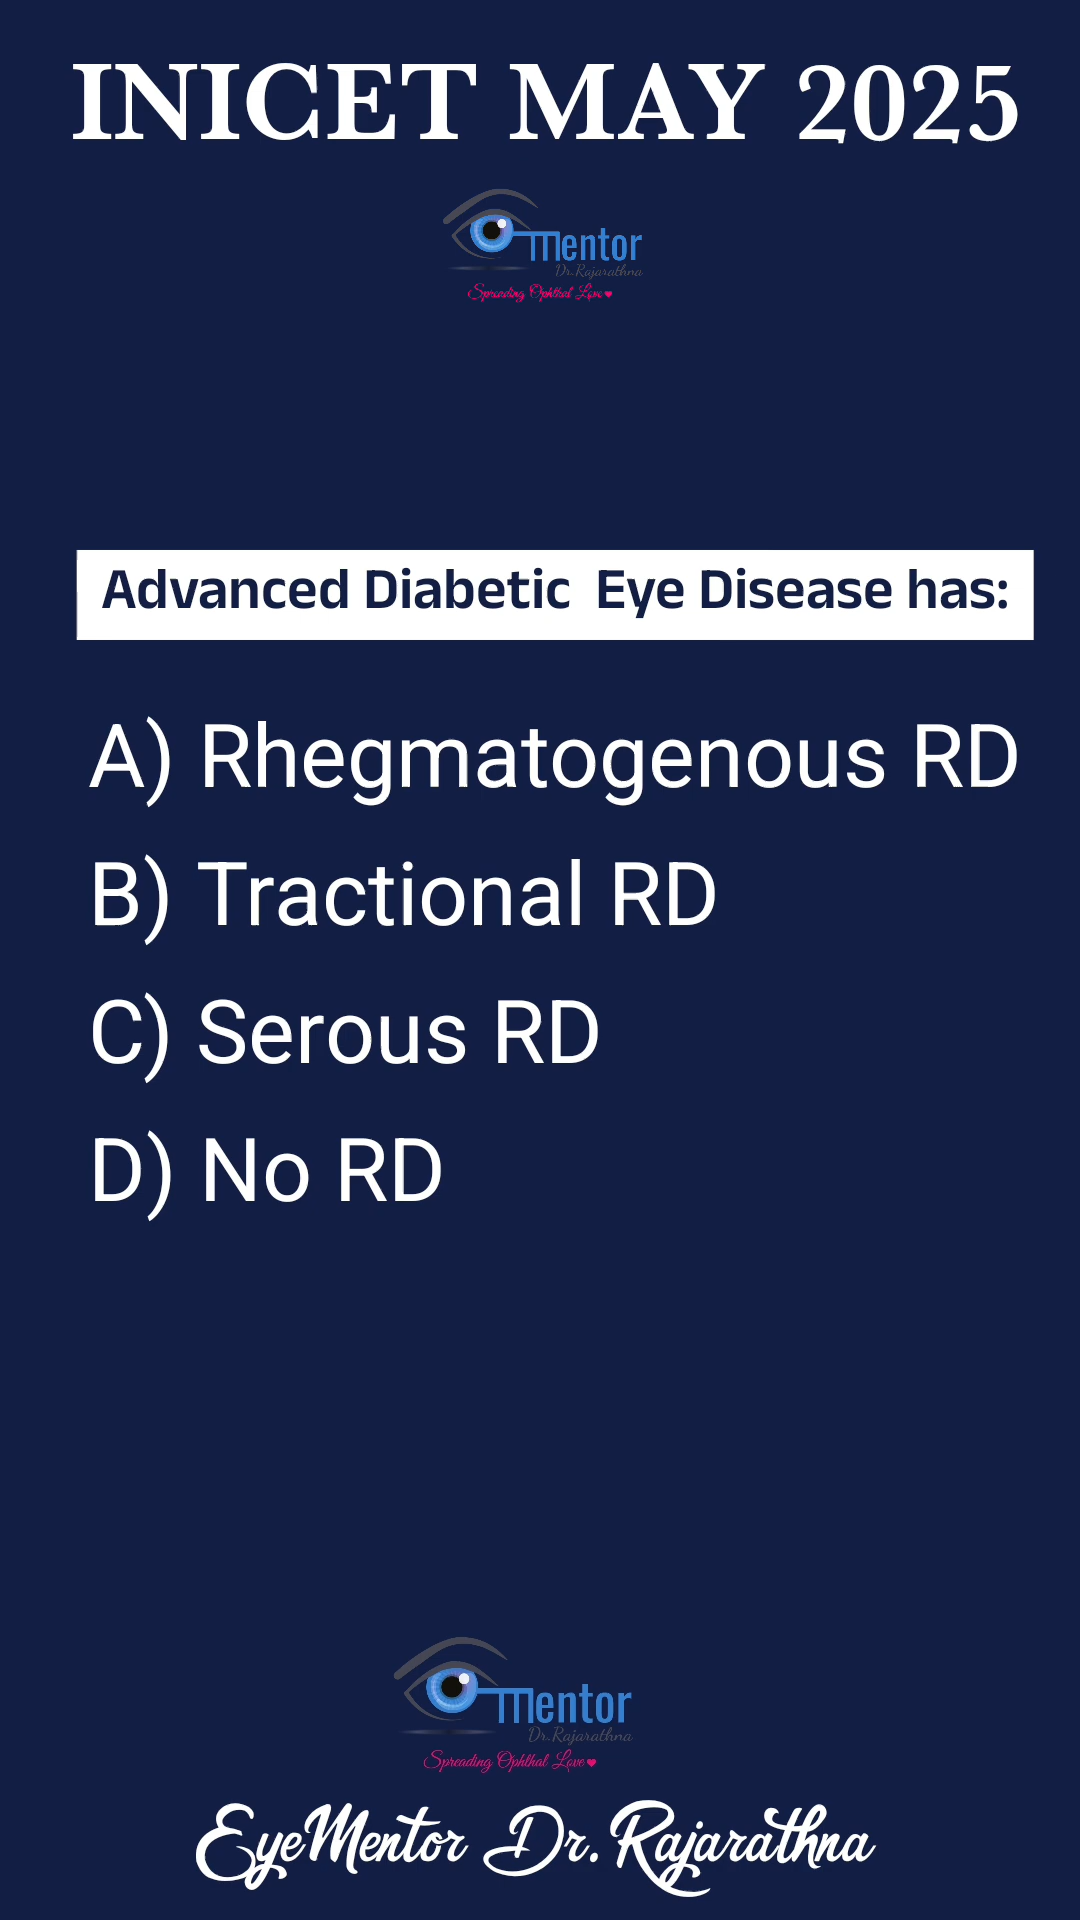 INICET MAY 2025
mentor
Dr.Rajarathna
Spreading Ophthal Love
Advanced Diabetic Eye Disease has:
A) Rhegmatogenous RD
B) Tractional RD
C) Serous RD
D) No RD
mentor
Dr.Rajarathna
Spreading Ophthal Love
EyeMentor Dr. Rajarathna